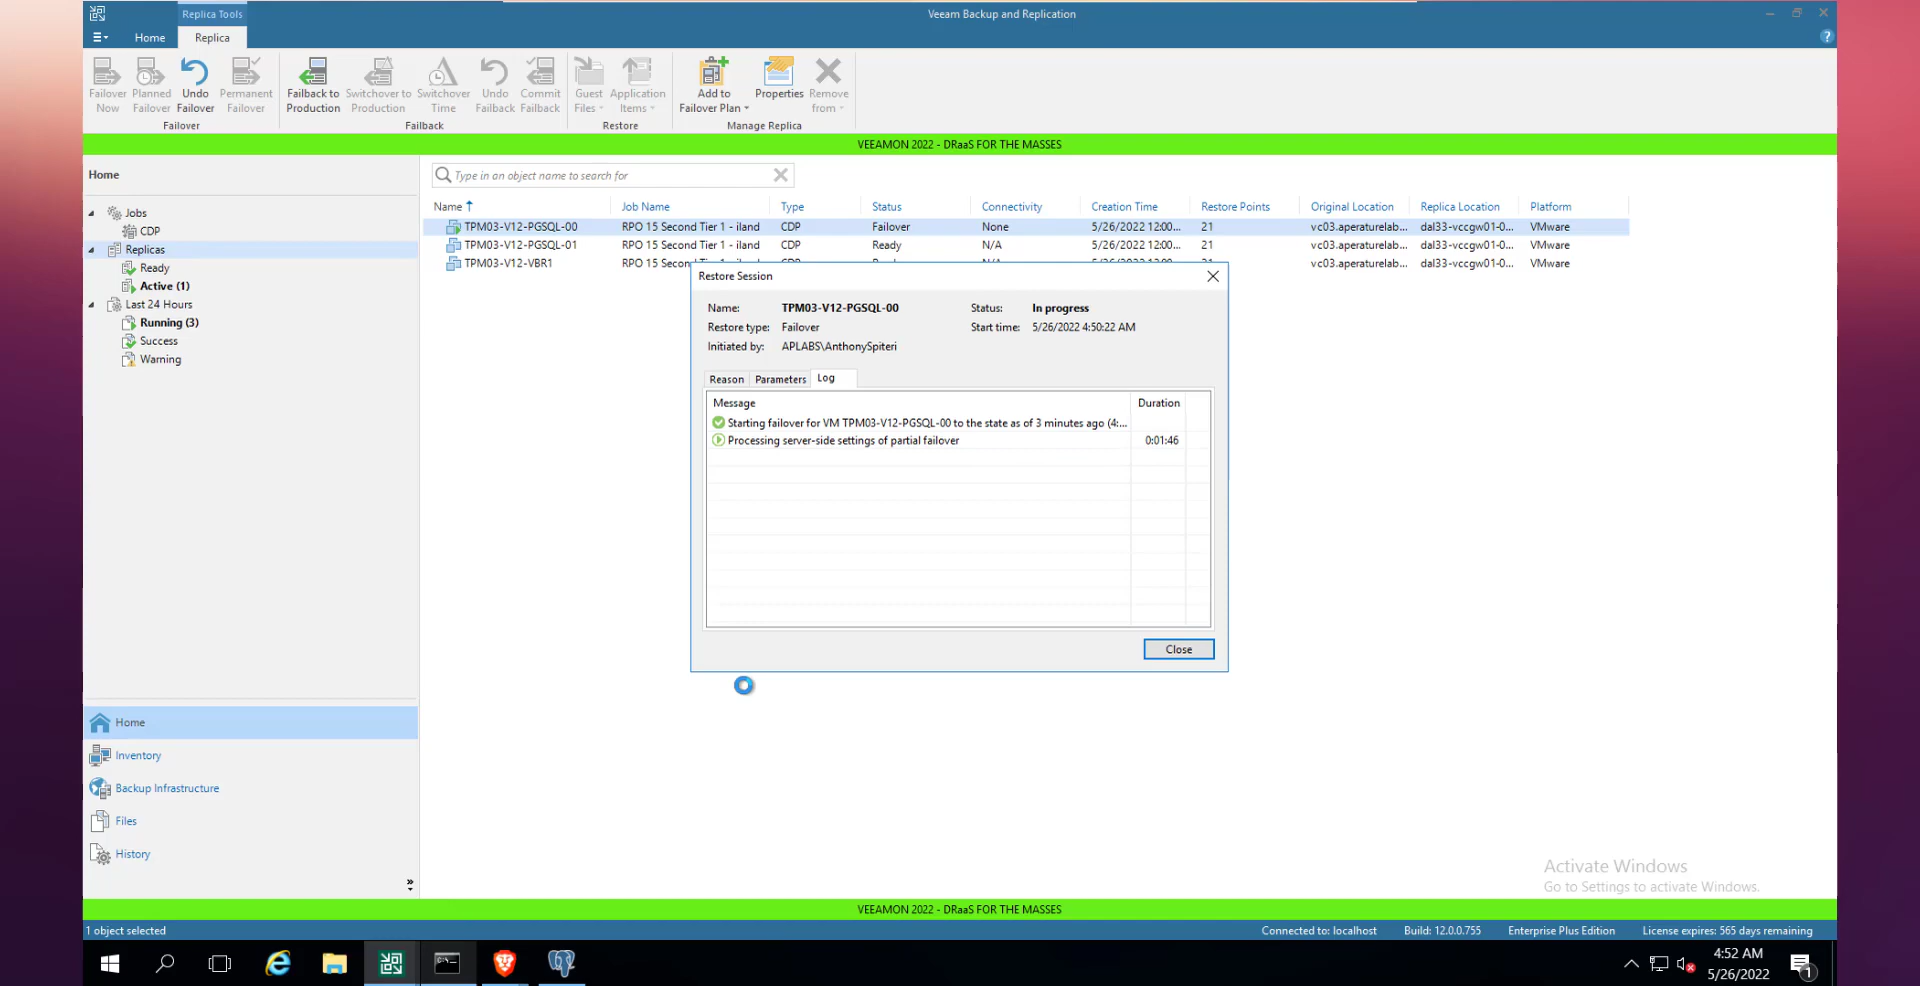 Replica Tools
Veeam Backup and Replication
Home
Replica
Failover Now
Planned Failover
Undo Failover
Permanent Failover
Failback to Production
Switchover to Production
Switchover Time
Undo Failback
Commit Failback
Guest Files
Application Items
Add to Failover Plan
Properties
Remove from
Failover
Failback
Restore
Manage Replica
VEEAMON 2022 - DRaaS FOR THE MASSES
Home
Type in an object name to search for
Jobs
CDP
Replicas
Ready
Active (1)
Last 24 Hours
Running (3)
Success
Warning
Name Job Name Type Status Connectivity Creation Time Restore Points Original Location Replica Location Platform
TPM03-V12-PGSQL-00 RPO 15 Second Tier 1 - iland CDP Failover None 5/26/2022 12:00... 21 vc03.aperaturelab... dal33-vccgw01-0... VMware
TPM03-V12-PGSQL-01 RPO 15 Second Tier 1 - iland CDP Ready N/A 5/26/2022 12:00... 21 vc03.aperaturelab... dal33-vccgw01-0... VMware
TPM03-V12-VBR1 RPO 15 vc03.aperaturelab... dal33-vccgw01-0... VMware
Restore Session
Name: TPM03-V12-PGSQL-00 Status: In progress
Restore type: Failover Start time: 5/26/2022 4:50:22 AM
Initiated by: APLABS\AnthonySpiteri
Reason Parameters Log
Message Duration
Starting failover for VM TPM03-V12-PGSQL-00 to the state as of 3 minutes ago (4:...
Processing server-side settings of partial failover 0:01:46
Close
Home
Inventory
Backup Infrastructure
Files
History
Activate Windows
Go to Settings to activate Windows.
VEEAMON 2022 - DRaaS FOR THE MASSES
1 object selected
Connected to: localhost Build: 12.0.0.755 Enterprise Plus Edition License expires: 565 days remaining
4:52 AM
5/26/2022
1